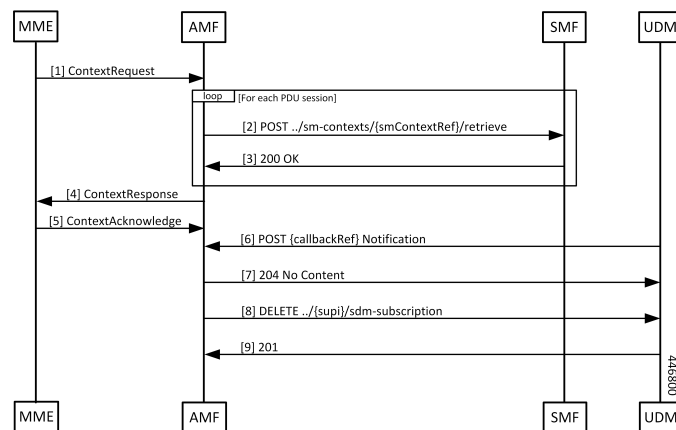 MME
AMF
SMF
UDM
[1] ContextRequest
loop
[For each PDU session]
[2] POST ../sm-contexts/{smContextRef}/retrieve
[3] 200 OK
[4] ContextResponse
[5] ContextAcknowledge
[6] POST {callbackRef} Notification
[7] 204 No Content
[8] DELETE ../{supi}/sdm-subscription
[9] 201
446800
MME
AMF
SMF
UDM